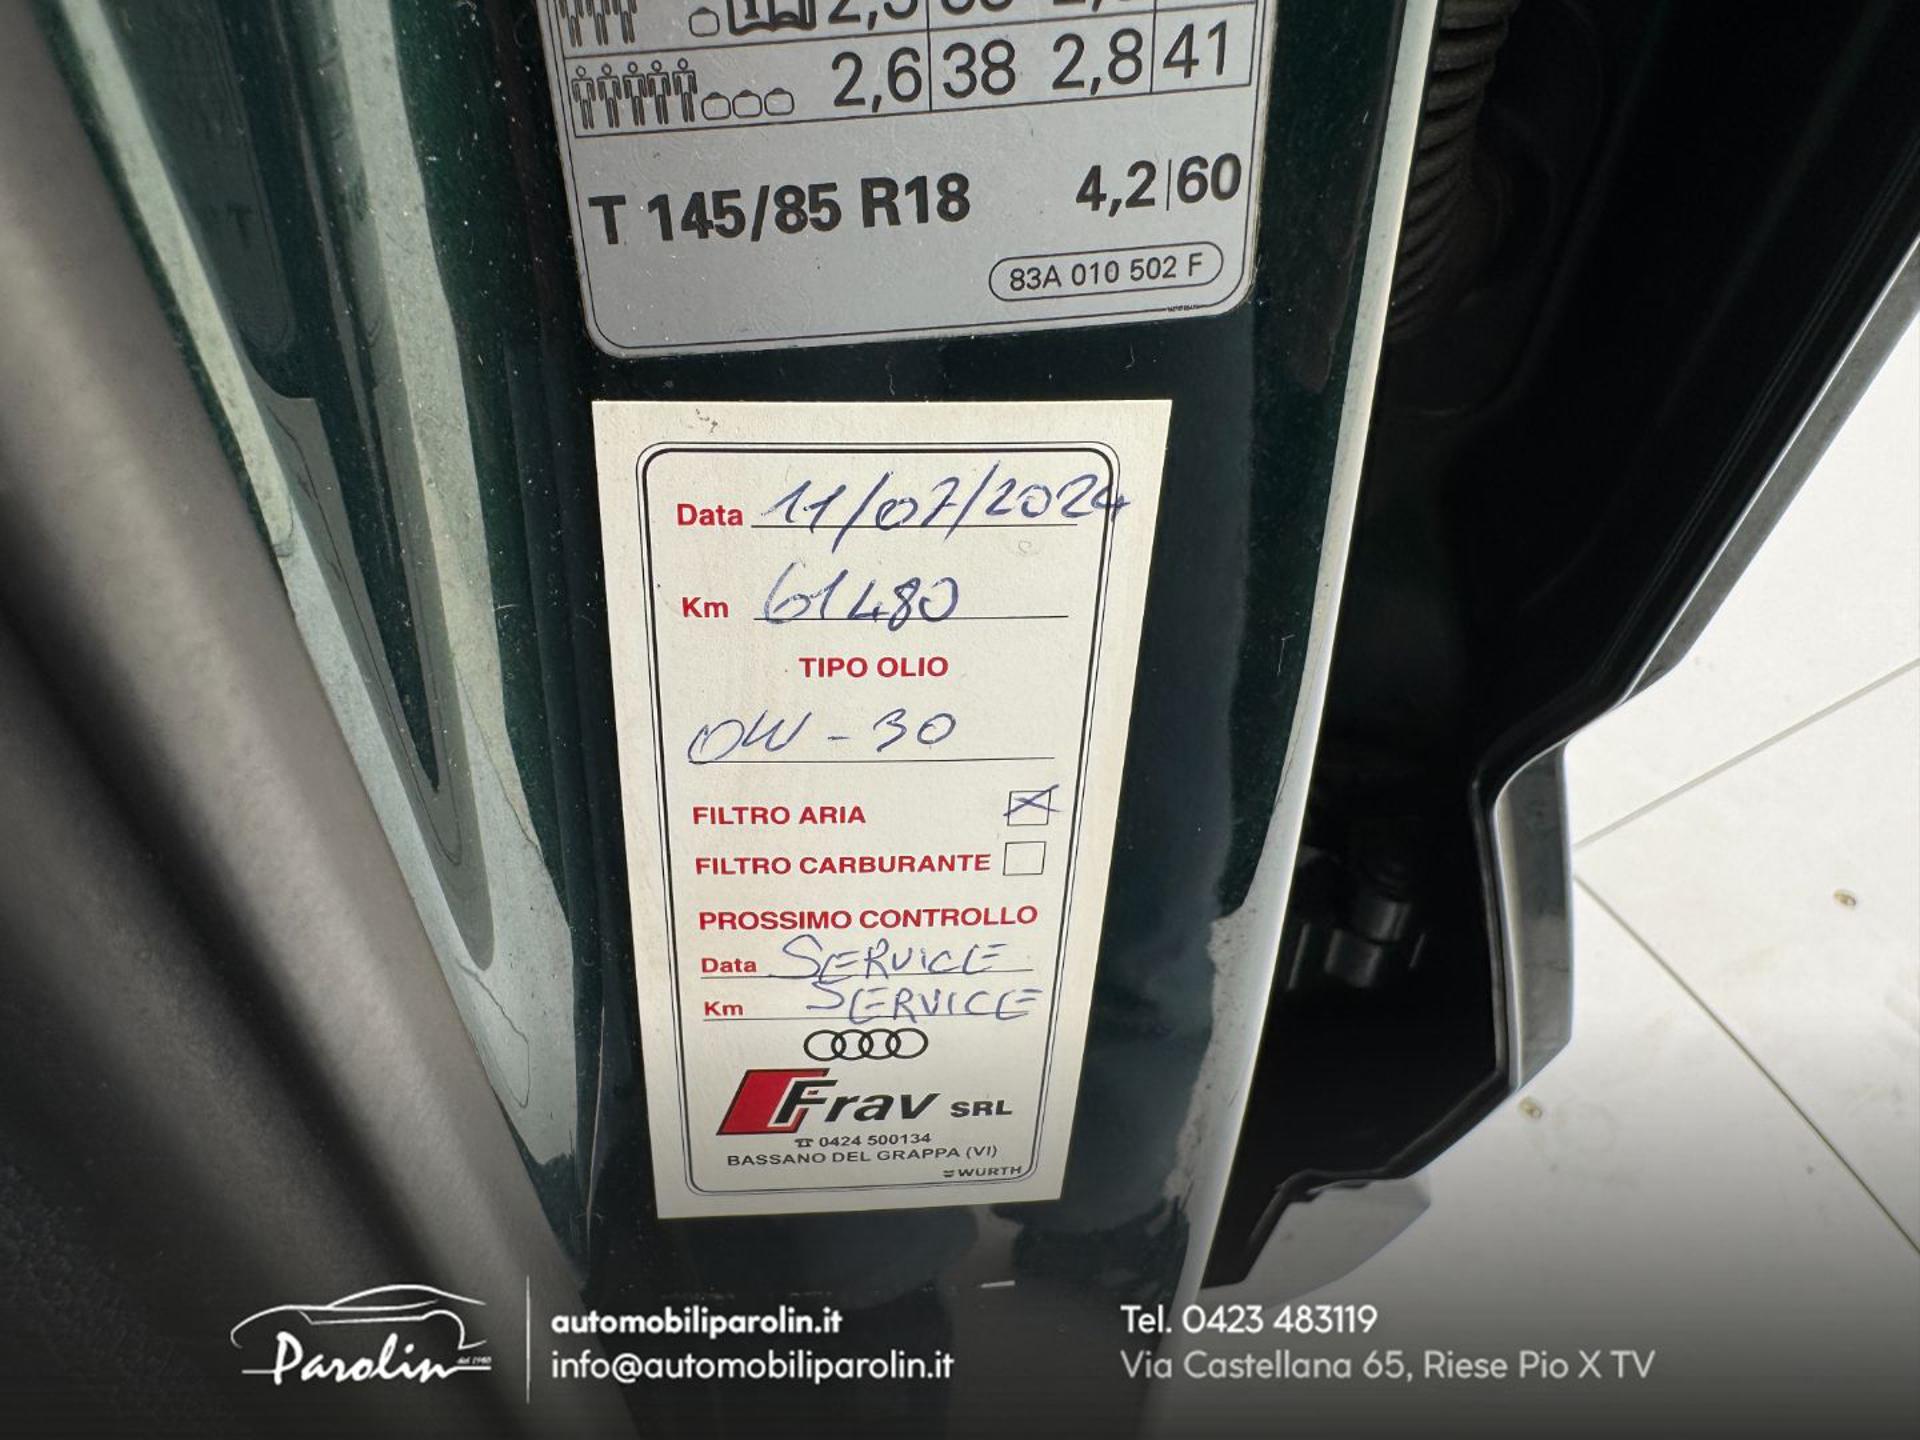 2,6 38 2,8 41
T 145/85 R18 4,2 60
83A 010 502 F
Data 11/07/2024
Km 61480
TIPO OLIO
0W-30
FILTRO ARIA
FILTRO CARBURANTE
PROSSIMO CONTROLLO
Data SERVICE
Km SERVICE
Frav SRL
☎ 0424 500134
BASSANO DEL GRAPPA (VI)
WÜRTH
Parolin
automobiliparolin.it
info@automobiliparolin.it
Tel. 0423 483119
Via Castellana 65, Riese Pio X TV